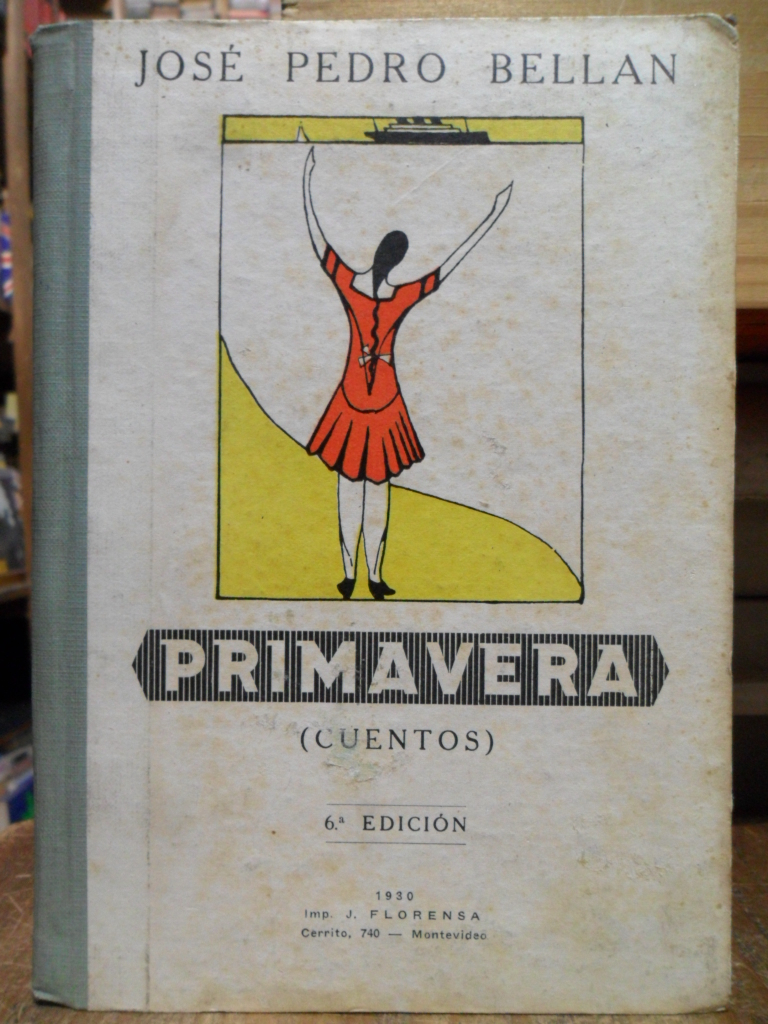 JOSÉ PEDRO BELLAN
PRIMAVERA
(CUENTOS)
6.ª EDICIÓN
1930
Imp. J. FLORENSA
Cerrito, 740 — Montevideo